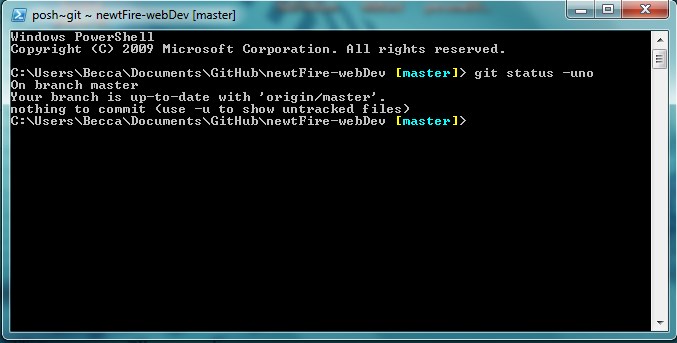 posh~git ~ newtFire-webDev [master]
Windows PowerShell
Copyright (C) 2009 Microsoft Corporation. All rights reserved.
C:\Users\Becca\Documents\GitHub\newtFire-webDev [master]> git status -uno
On branch master
Your branch is up-to-date with 'origin/master'.
nothing to commit (use -u to show untracked files)
C:\Users\Becca\Documents\GitHub\newtFire-webDev [master]>